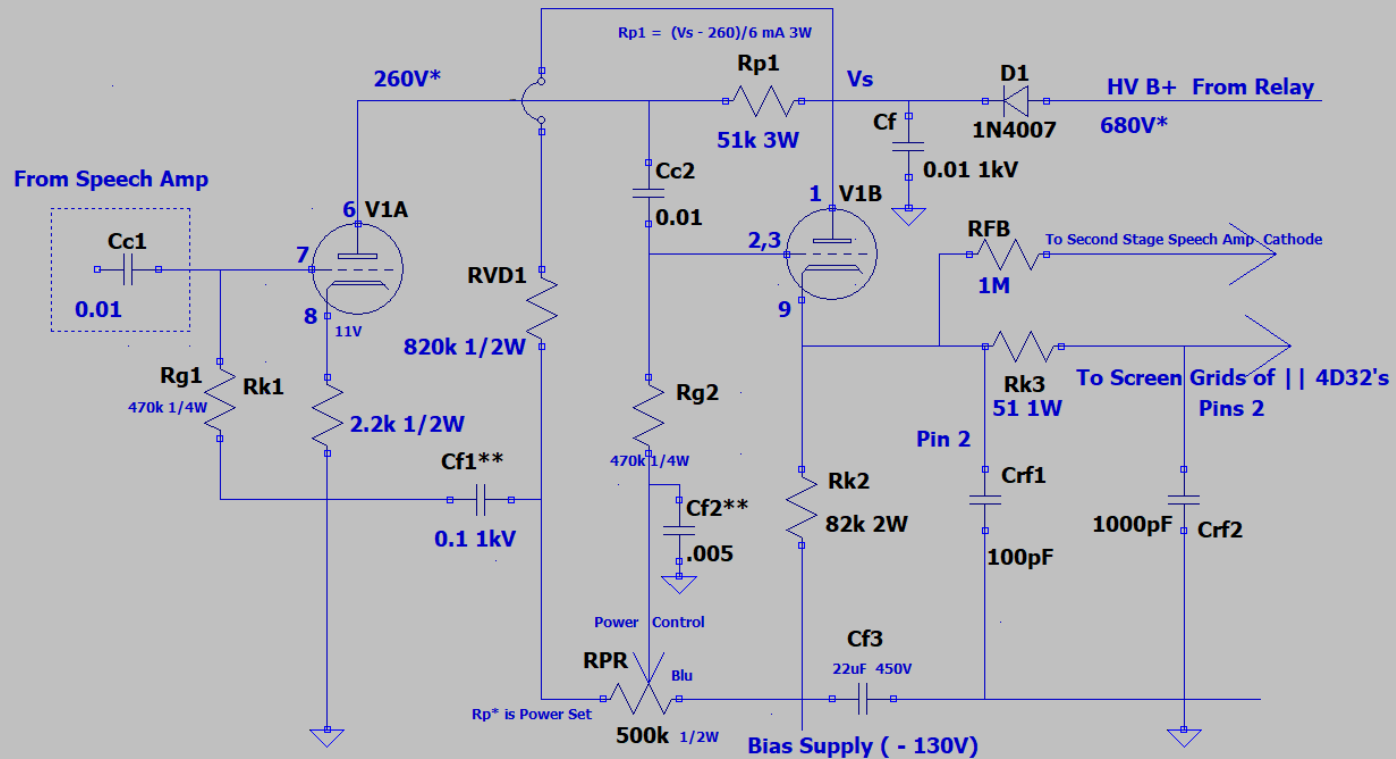 Rp1 = (Vs - 260)/6 mA 3W
260V*
Rp1
Vs
D1
HV B+ From Relay
51k 3W
Cf
1N4007
680V*
0.01 1kV
From Speech Amp
Cc2
0.01
6
V1A
1
V1B
RFB
To Second Stage Speech Amp Cathode
1M
Cc1
7
2,3
0.01
RVD1
8
11V
9
820k 1/2W
Rg1
Rk1
470k 1/4W
2.2k 1/2W
Rg2
470k 1/4W
Rk3
51 1W
To Screen Grids of || 4D32's
Pins 2
Pin 2
Cf1**
0.1 1kV
Cf2**
.005
Rk2
82k 2W
Crf1
100pF
1000pF
Crf2
Power Control
RPR
Blu
Rp* is Power Set
500k 1/2W
Cf3
22uF 450V
Bias Supply ( - 130V)